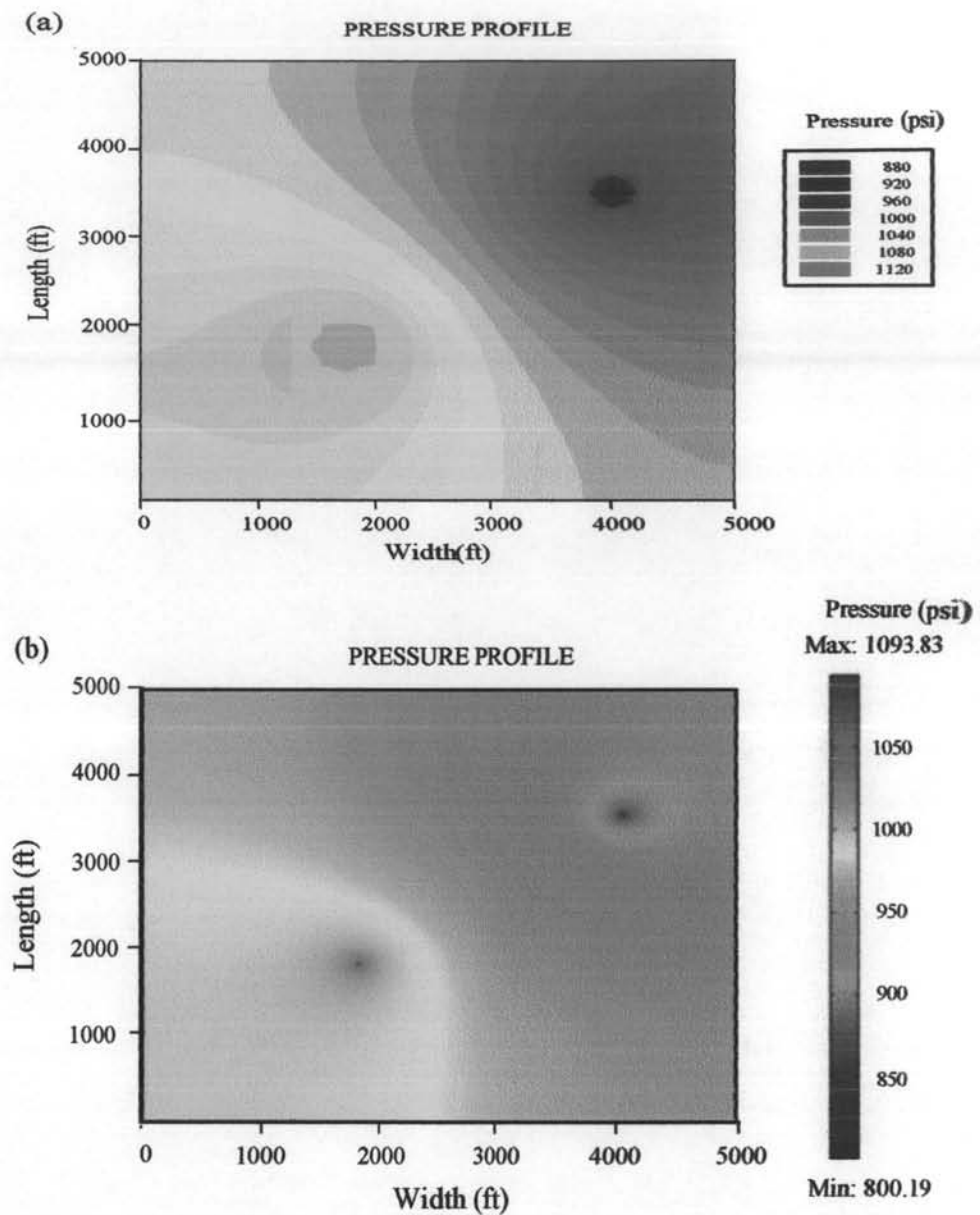 (a)
PRESSURE PROFILE
5000
4000
3000
2000
1000
Length (ft)
0 1000 2000 3000 4000 5000
Width(ft)
Pressure (psi)
880
920
960
1000
1040
1080
1120
(b)
PRESSURE PROFILE
5000
4000
3000
2000
1000
Length (ft)
0 1000 2000 3000 4000 5000
Width (ft)
Pressure (psi)
Max: 1093.83
1050
1000
950
900
850
Min: 800.19